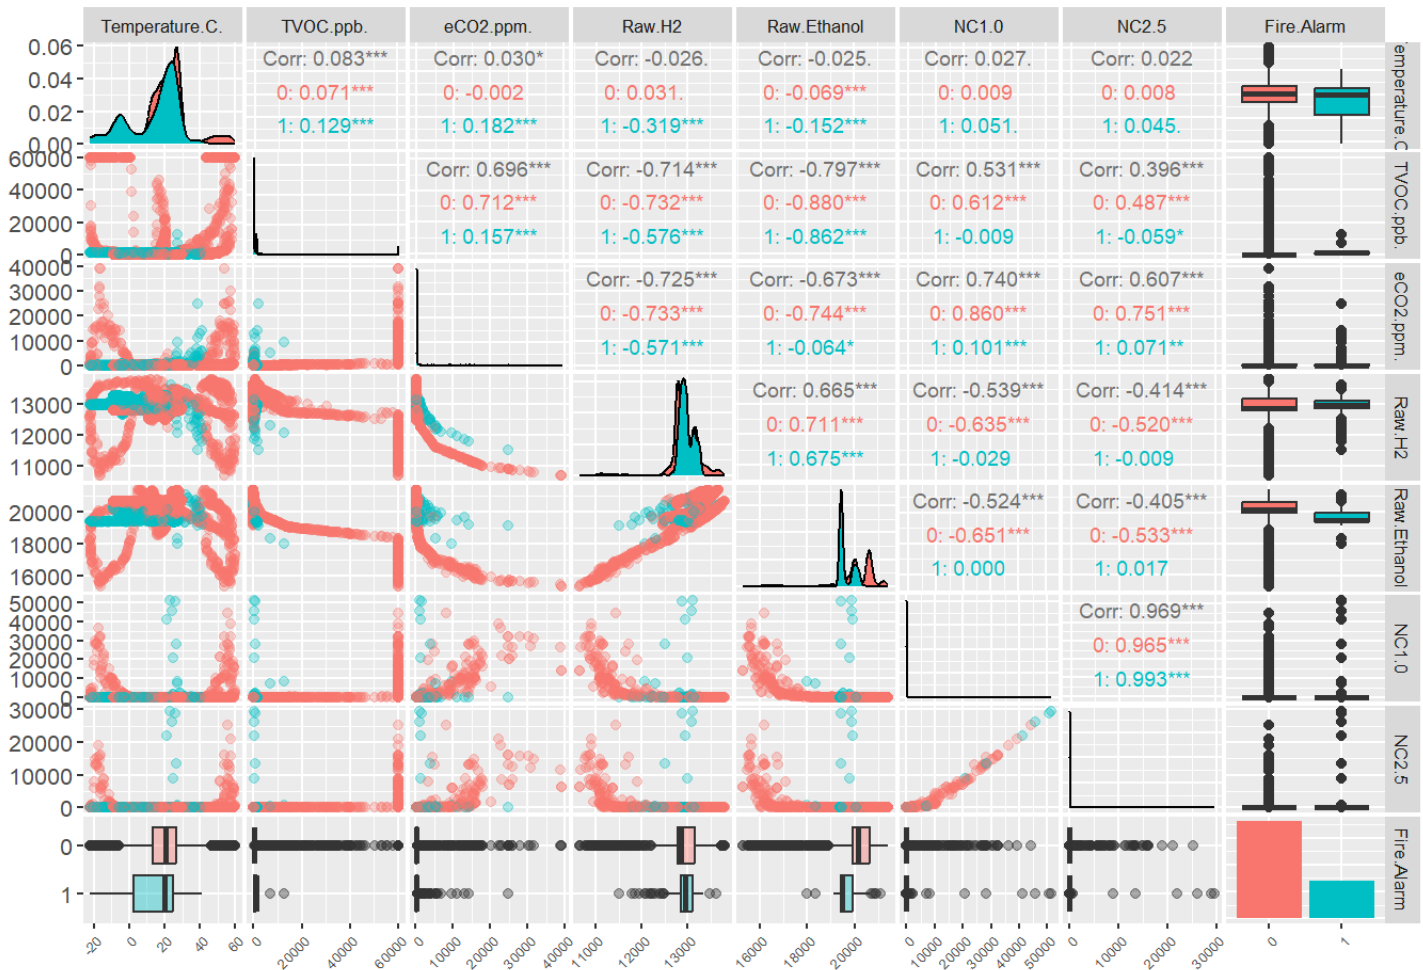 Temperature.C. TVOC.ppb. eCO2.ppm. Raw.H2 Raw.Ethanol NC1.0 NC2.5 Fire.Alarm
0.06
0.04
0.02
0.00
Corr: 0.083*** Corr: 0.030* Corr: -0.026. Corr: -0.025. Corr: 0.027. Corr: 0.022
0: 0.071*** 0: -0.002 0: 0.031. 0: -0.069*** 0: 0.009 0: 0.008
1: 0.129*** 1: 0.182*** 1: -0.319*** 1: -0.152*** 1: 0.051. 1: 0.045.
emperature.C
60000
40000
20000
0
Corr: 0.696*** Corr: -0.714*** Corr: -0.797*** Corr: 0.531*** Corr: 0.396***
0: 0.712*** 0: -0.732*** 0: -0.880*** 0: 0.612*** 0: 0.487***
1: 0.157*** 1: -0.576*** 1: -0.862*** 1: -0.009 1: -0.059*
TVOC.ppb.
40000
30000
20000
10000
0
Corr: -0.725*** Corr: -0.673*** Corr: 0.740*** Corr: 0.607***
0: -0.733*** 0: -0.744*** 0: 0.860*** 0: 0.751***
1: -0.571*** 1: -0.064* 1: 0.101*** 1: 0.071**
eCO2.ppm.
13000
12000
11000
Corr: 0.665*** Corr: -0.539*** Corr: -0.414***
0: 0.711*** 0: -0.635*** 0: -0.520***
1: 0.675*** 1: -0.029 1: -0.009
Raw.H2
20000
18000
16000
Corr: -0.524*** Corr: -0.405***
0: -0.651*** 0: -0.533***
1: 0.000 1: 0.017
Raw.Ethanol
50000
40000
30000
20000
10000
0
Corr: 0.969***
0: 0.965***
1: 0.993***
NC1.0
30000
20000
10000
0
NC2.5
0
1
Fire.Alarm
-20 0 20 40 60 0 20000 40000 60000 0 10000 20000 30000 40000 11000 12000 13000 16000 18000 20000 0 10000 20000 30000 40000 50000 0 10000 20000 30000 0 1